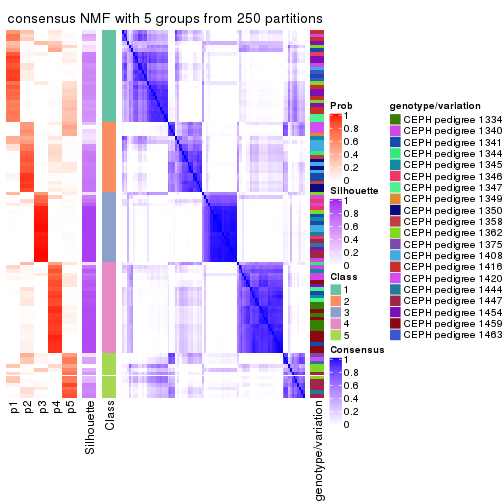 consensus NMF with 5 groups from 250 partitions
Prob
1
0.8
0.6
0.4
0.2
0
Silhouette
1
0.8
0.6
0.4
0.2
0
Class
1
2
3
4
5
Consensus
1
0.8
0.6
0.4
0.2
0
genotype/variation
CEPH pedigree 1334
CEPH pedigree 1340
CEPH pedigree 1341
CEPH pedigree 1344
CEPH pedigree 1345
CEPH pedigree 1346
CEPH pedigree 1347
CEPH pedigree 1349
CEPH pedigree 1350
CEPH pedigree 1358
CEPH pedigree 1362
CEPH pedigree 1375
CEPH pedigree 1408
CEPH pedigree 1416
CEPH pedigree 1420
CEPH pedigree 1444
CEPH pedigree 1447
CEPH pedigree 1454
CEPH pedigree 1459
CEPH pedigree 1463
p1
p2
p3
p4
p5
Silhouette
Class
genotype/variation